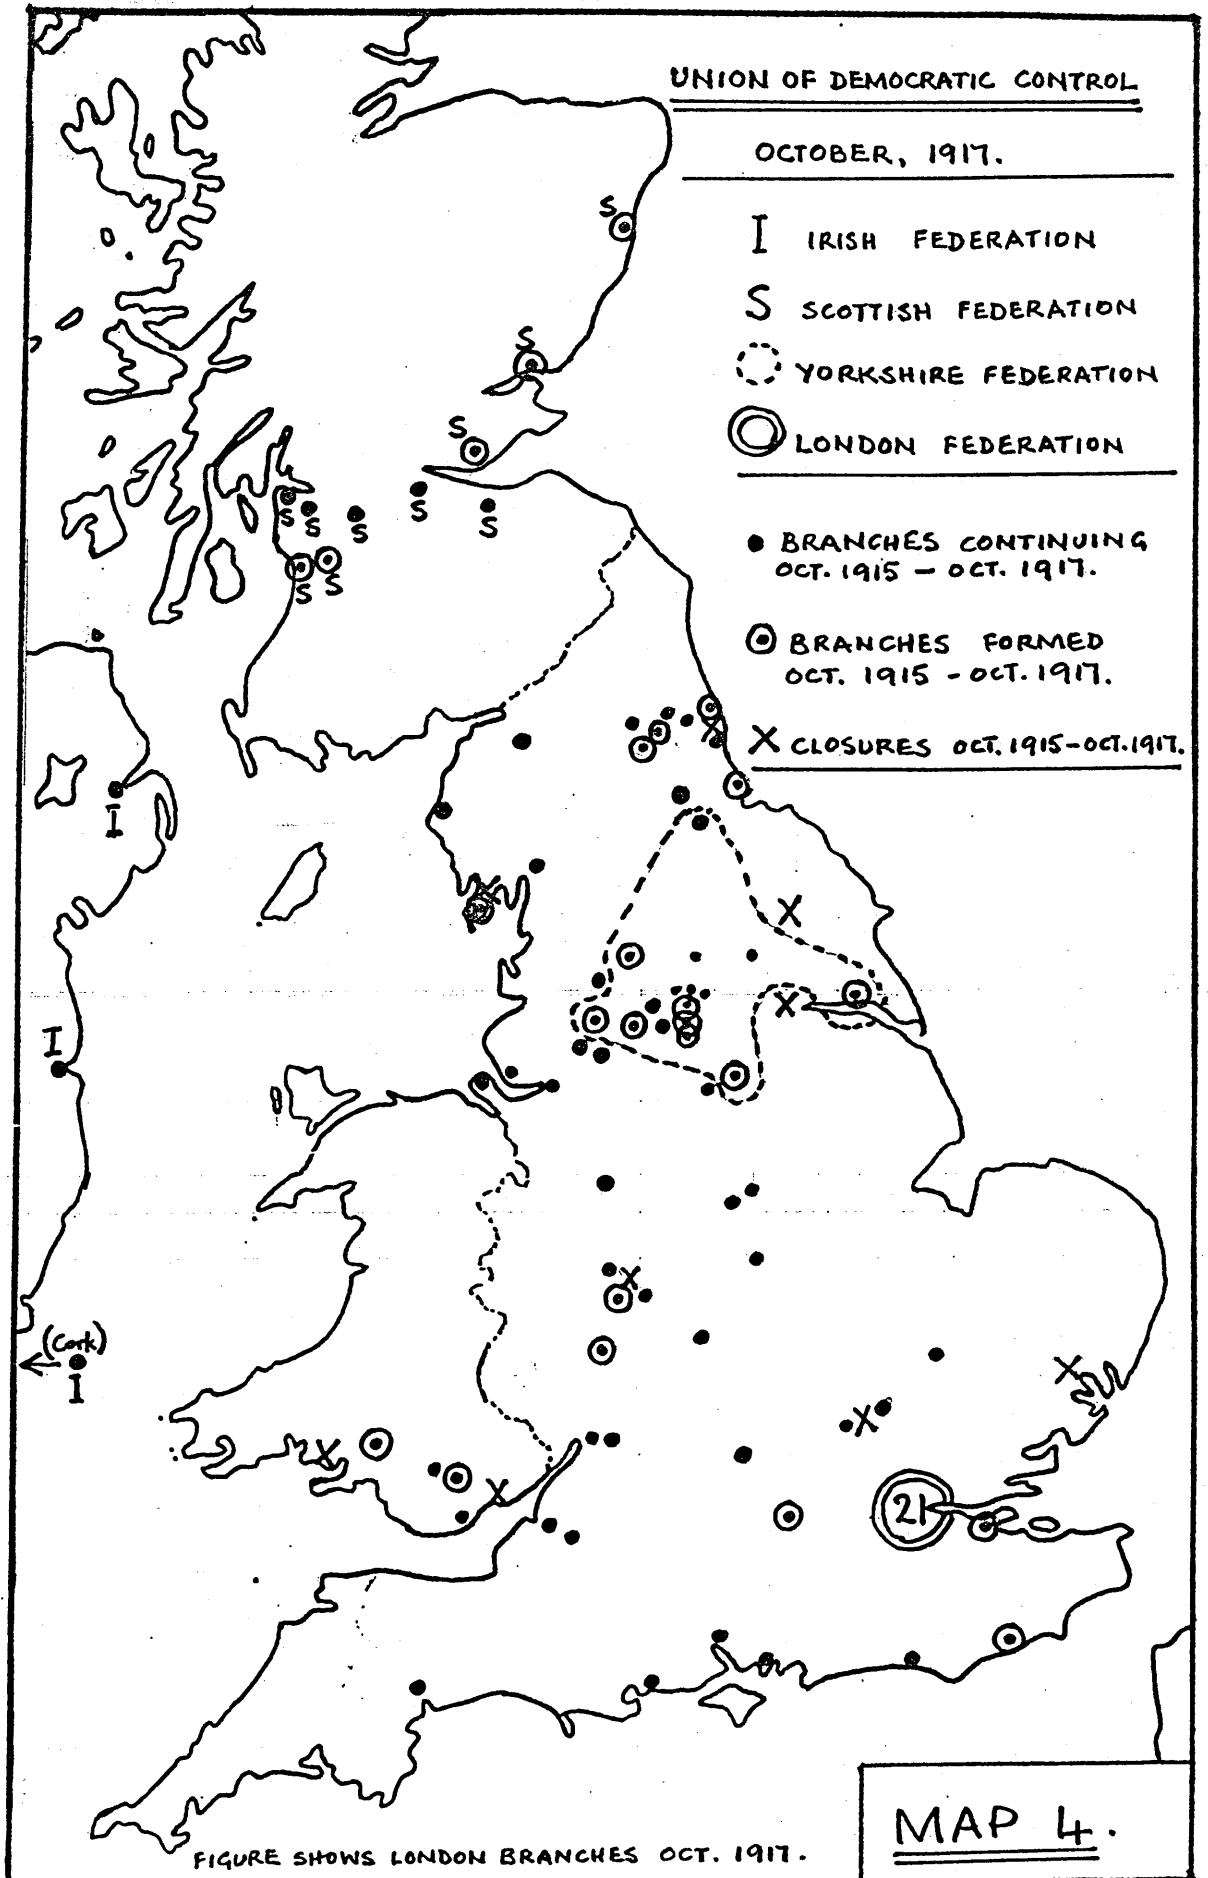 UNION OF DEMOCRATIC CONTROL
OCTOBER, 1917.
I IRISH FEDERATION
S SCOTTISH FEDERATION
YORKSHIRE FEDERATION
LONDON FEDERATION
BRANCHES CONTINUING
OCT. 1915 – OCT. 1917.
BRANCHES FORMED
OCT. 1915 - OCT. 1917.
X CLOSURES OCT. 1915-OCT. 1917.
S
S
S
S
S
S
S
S
S
S
I
I
(Cork)
I
21
MAP 4.
FIGURE SHOWS LONDON BRANCHES OCT. 1917.